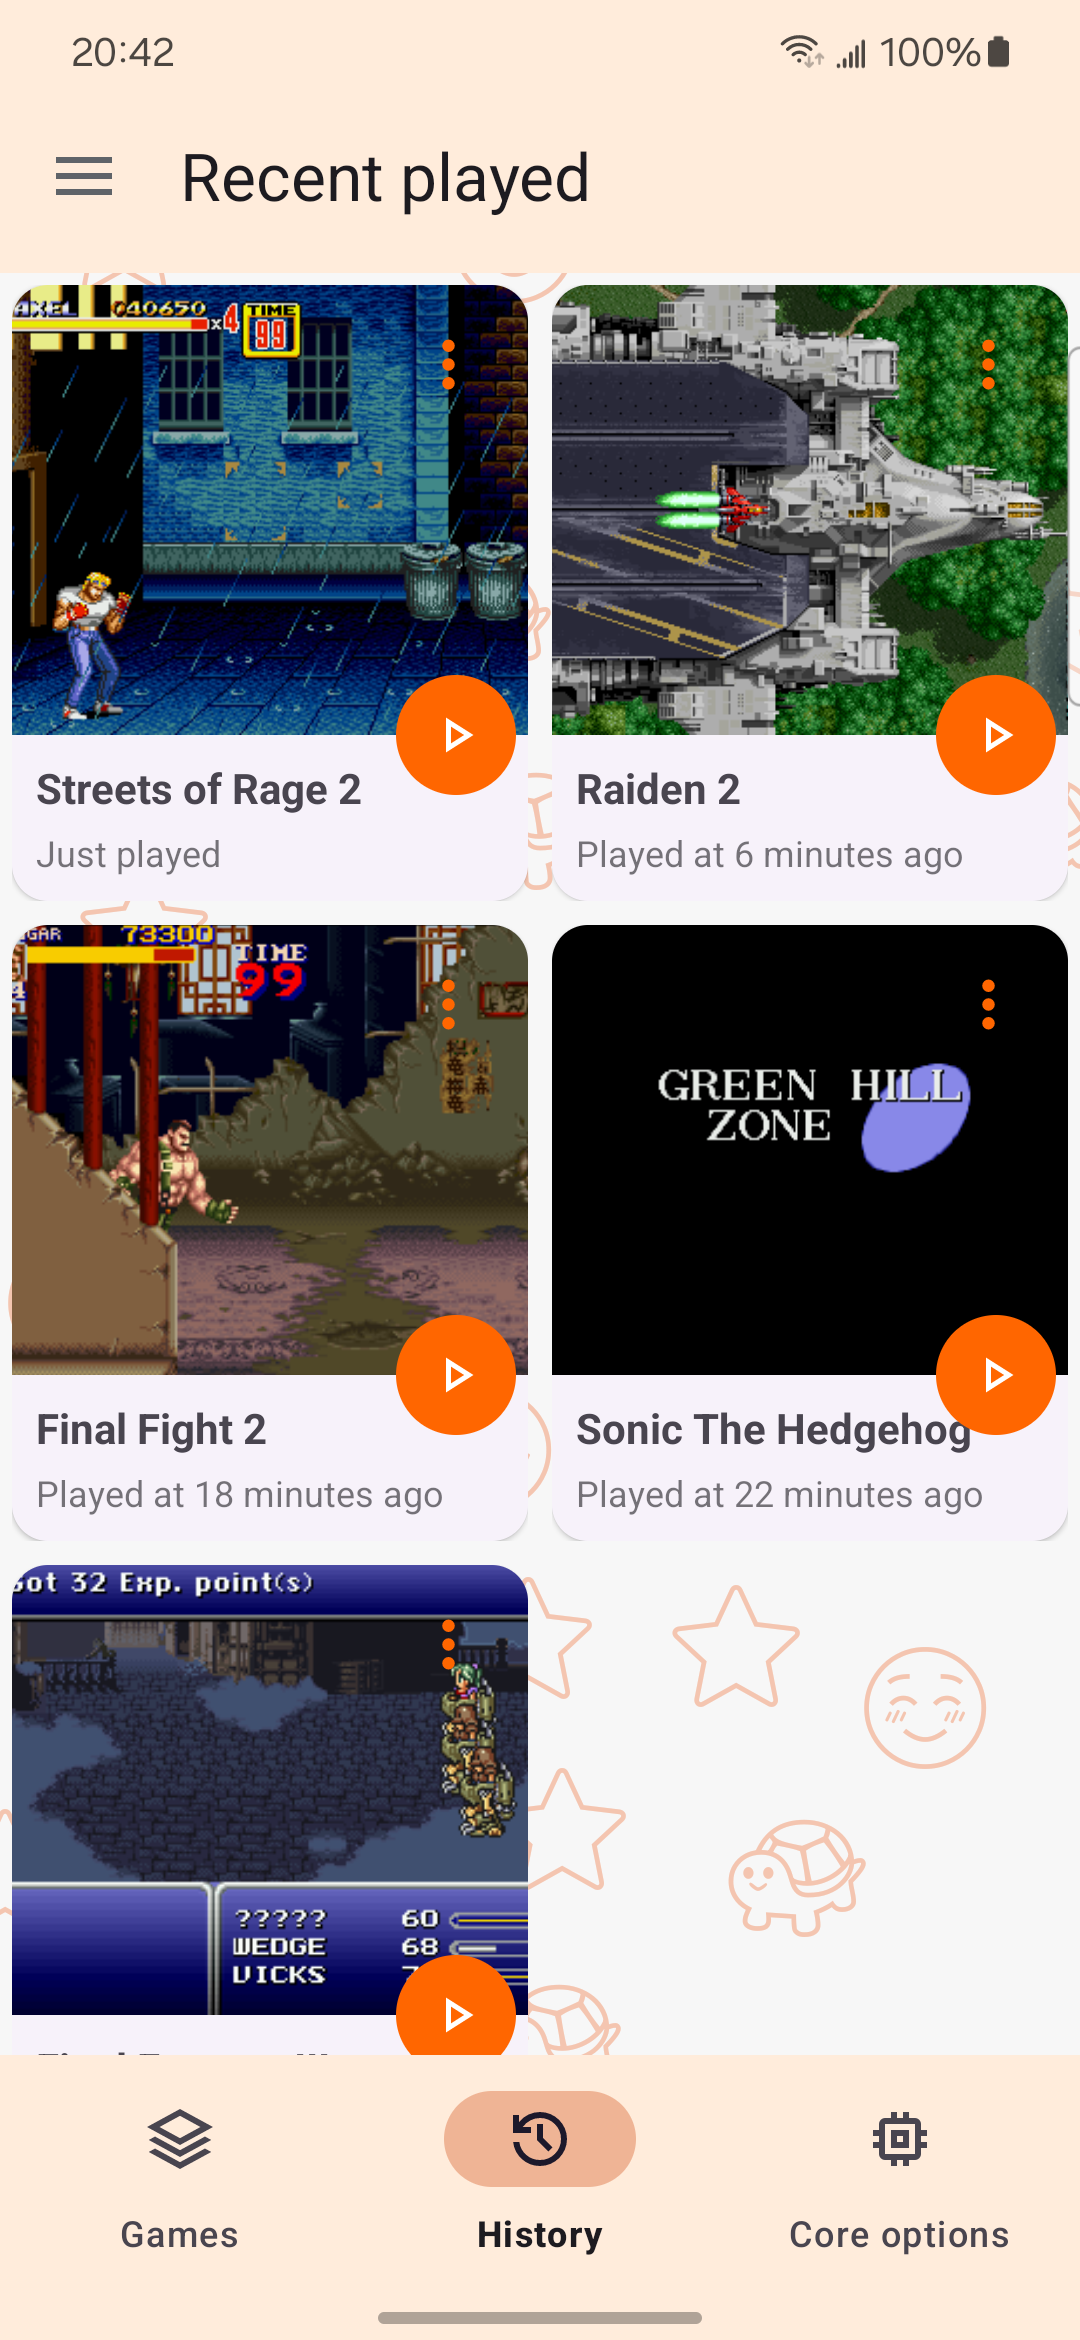 20:42
100%
Recent played
AXEL 040650
x4 TIME
99
Streets of Rage 2
Just played
Raiden 2
Played at 6 minutes ago
GAR 73300
TIME
99
4
Final Fight 2
Played at 18 minutes ago
GREEN HILL
ZONE
Sonic The Hedgehog
Played at 22 minutes ago
Got 32 Exp. point(s)
????? 60
WEDGE 68
VICKS
Games
History
Core options